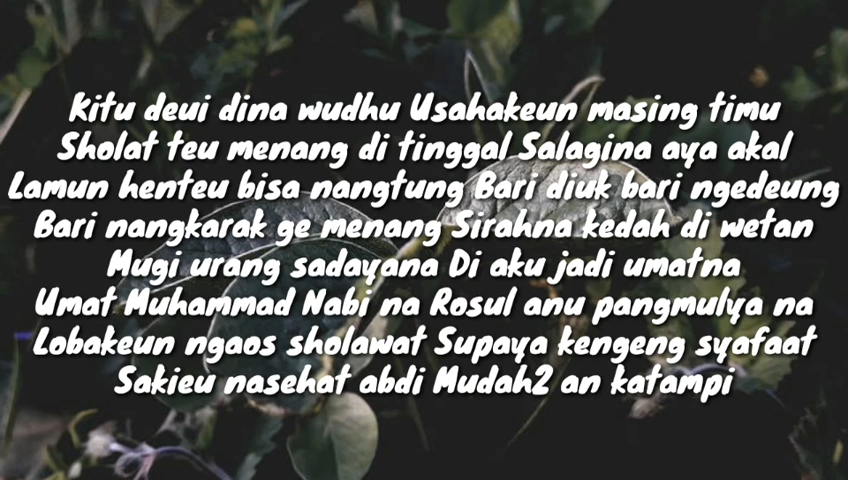 Kitu deui dina wudhu Usahakeun masing timu
Sholat teu menang di tinggal Salagina aya akal
Lamun henteu bisa nangtung Bari diuk bari ngedeung
Bari nangkarak ge menang Sirahna kedah di wetan
Mugi urang sadayana Di aku jadi umatna
Umat Muhammad Nabi na Rosul anu pangmulya na
Lobakeun ngaos sholawat Supaya kengeng syafaat
Sakieu nasehat abdi Mudah2 an katampi